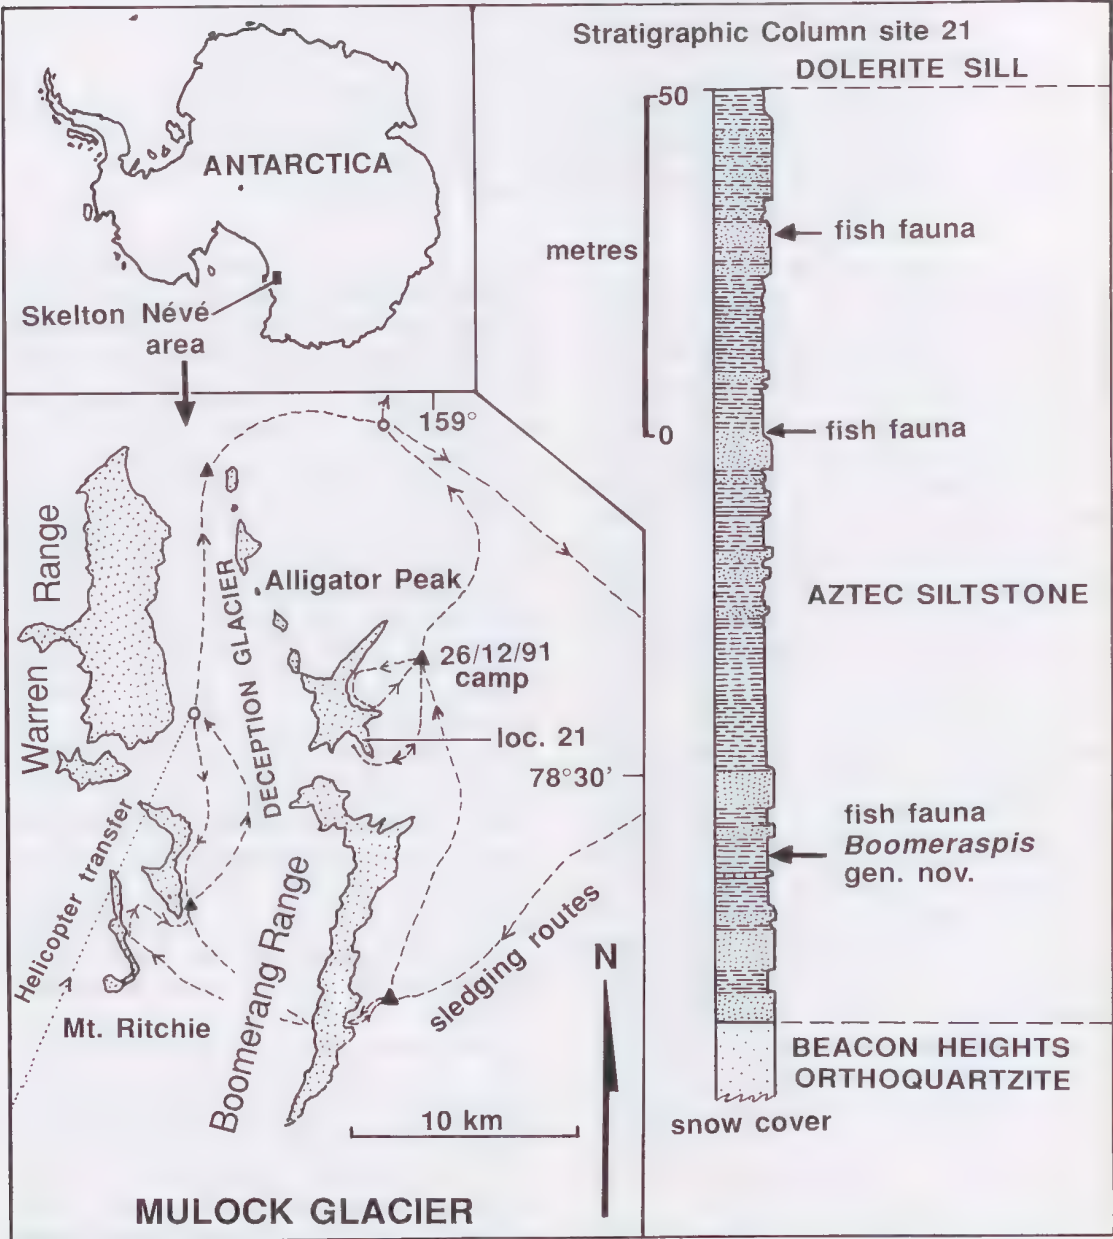 ANTARCTICA
Skelton Névé
area
159°
Warren Range
DECEPTION GLACIER
Alligator Peak
26/12/91
camp
loc. 21
78°30'
Helicopter transfer
Mt. Ritchie
Boomerang Range
sledging routes
N
10 km
MULOCK GLACIER
Stratigraphic Column site 21
DOLERITE SILL
50
metres
0
fish fauna
fish fauna
AZTEC SILTSTONE
fish fauna
Boomeraspis
gen. nov.
BEACON HEIGHTS
ORTHOQUARTZITE
snow cover